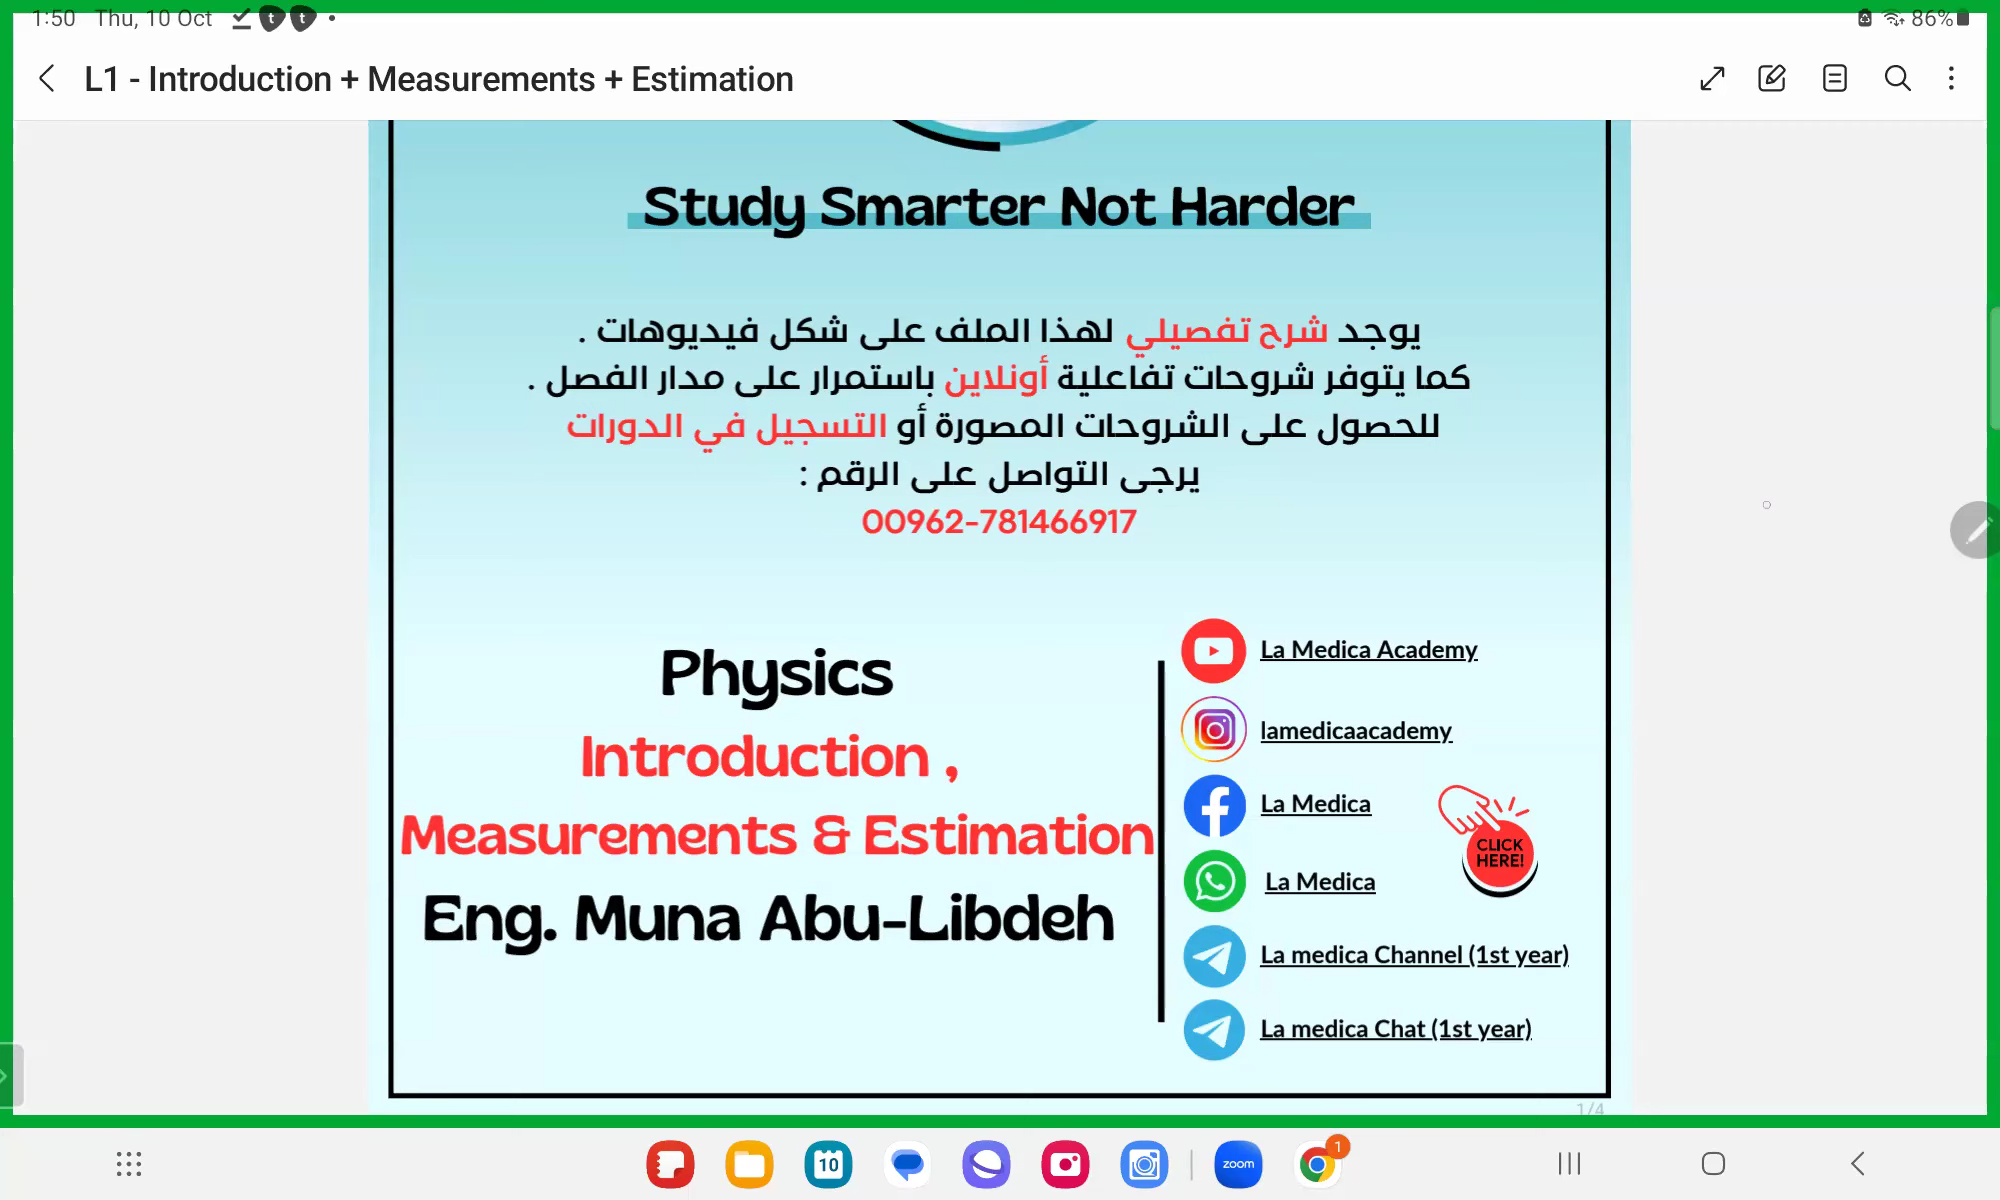 1:50 Thu, 10 Oct
86%
L1 - Introduction + Measurements + Estimation
Study Smarter Not Harder
يوجد شرح تفصيلي لهذا الملف على شكل فيديوهات .
كما يتوفر شروحات تفاعلية أونلاين باستمرار على مدار الفصل .
للحصول على الشروحات المصورة أو التسجيل في الدورات
يرجى التواصل على الرقم :
00962-781466917
Physics
Introduction ,
Measurements & Estimation
Eng. Muna Abu-Libdeh
La Medica Academy
lamedicaacademy
La Medica
CLICK
HERE!
La Medica
La medica Channel (1st year)
La medica Chat (1st year)
1/4
10
zoom
1